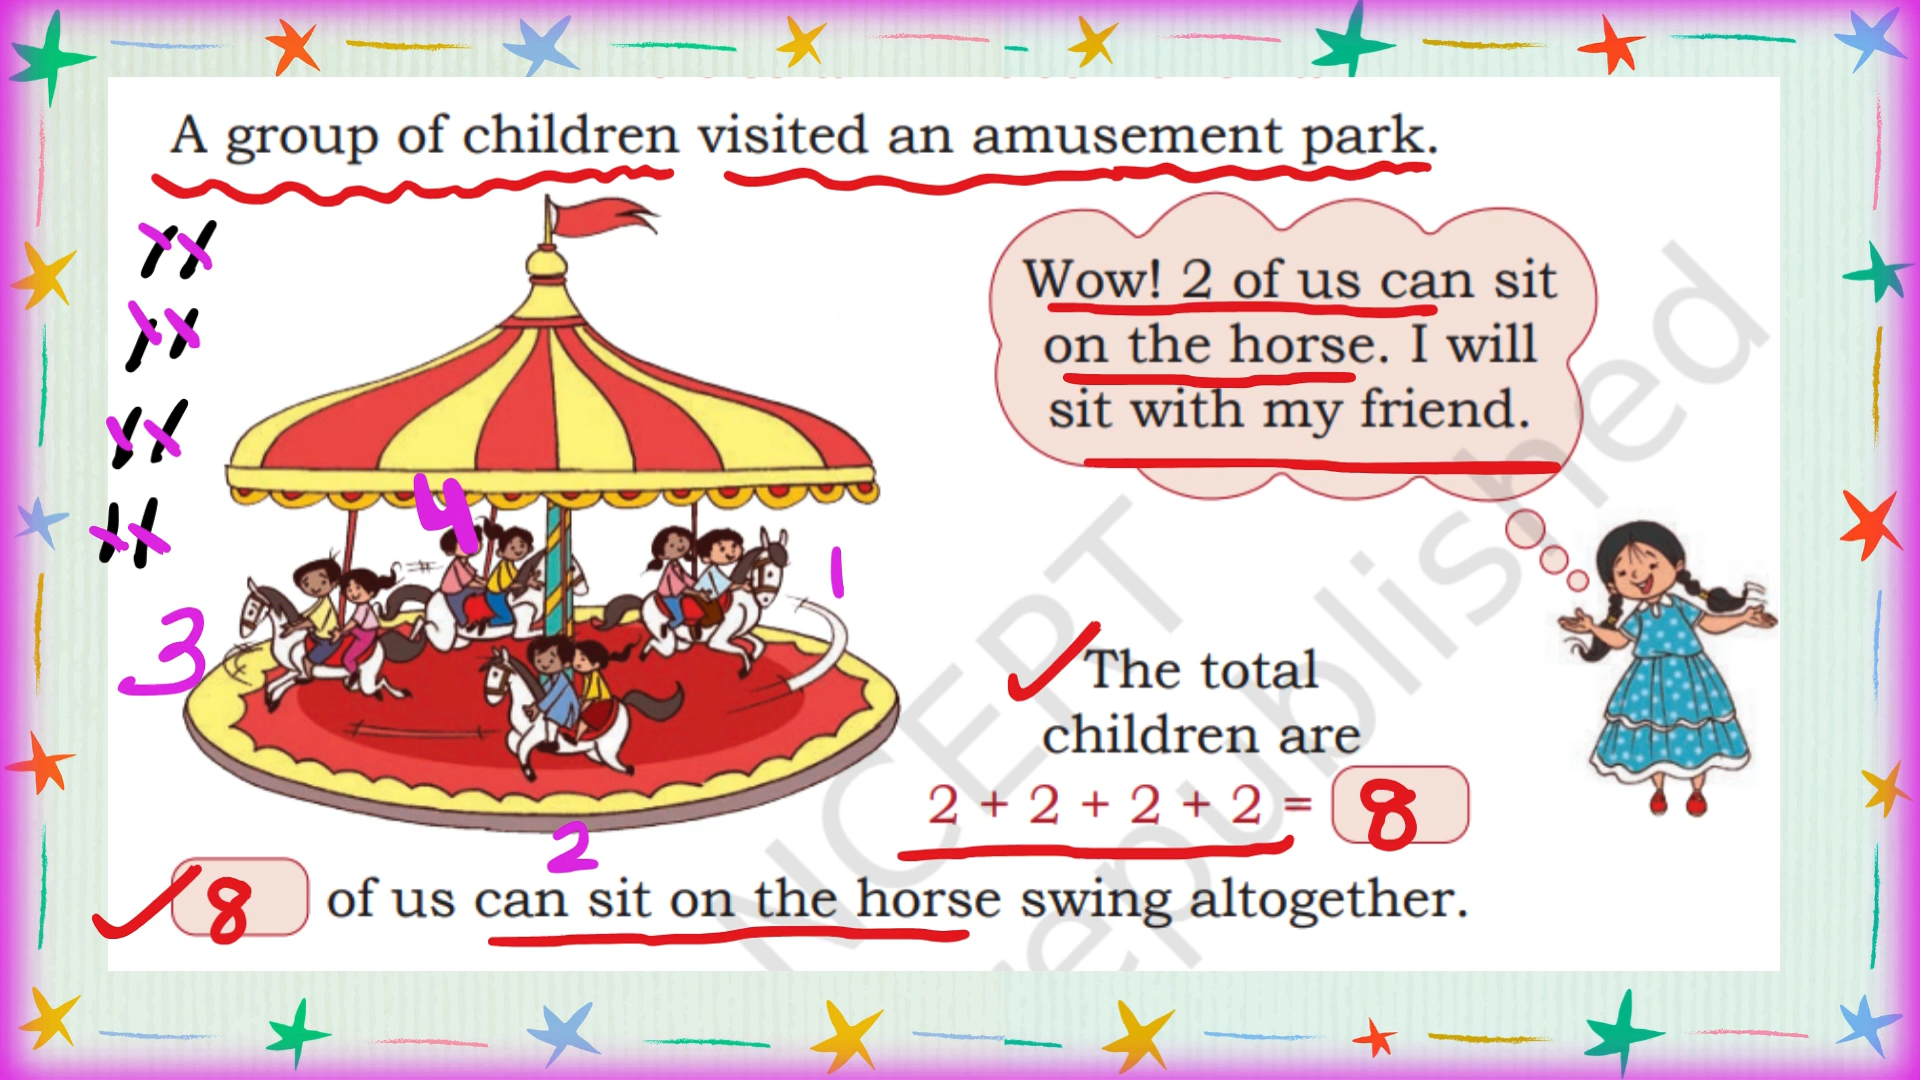 A group of children visited an amusement park.
Wow! 2 of us can sit
on the horse. I will
sit with my friend.
4
1
3
The total
children are
2 + 2 + 2 + 2 = 8
2
8 of us can sit on the horse swing altogether.
NCERT
republished